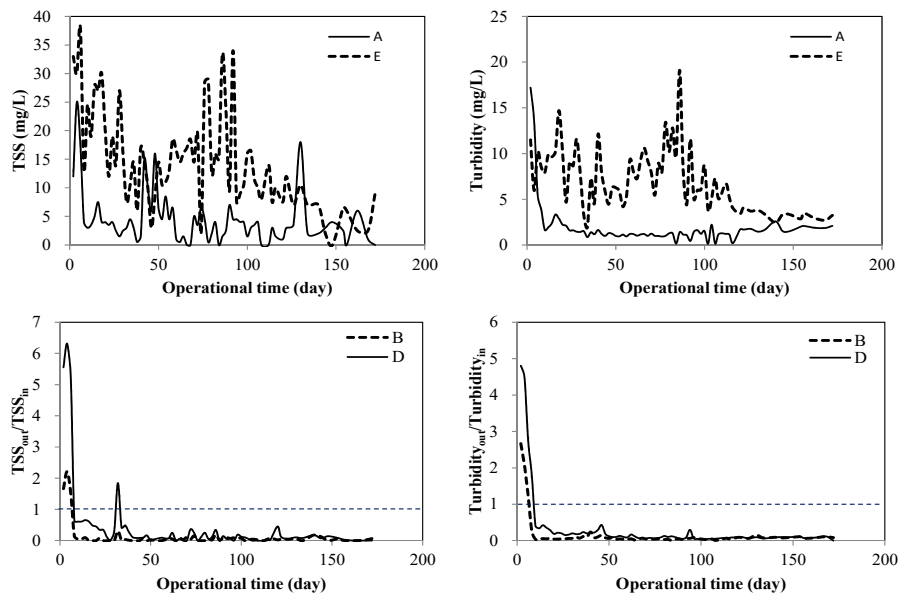 40
35
30
25
20
15
10
5
0
TSS (mg/L)
A
E
0 50 100 150 200
Operational time (day)
25
20
15
10
5
0
Turbidity (mg/L)
A
E
0 50 100 150 200
Operational time (day)
7
6
5
4
3
2
1
0
TSSout/TSSin
B
D
0 50 100 150 200
Operational time (day)
6
5
4
3
2
1
0
Turbidityout/Turbidityin
B
D
0 50 100 150 200
Operational time (day)